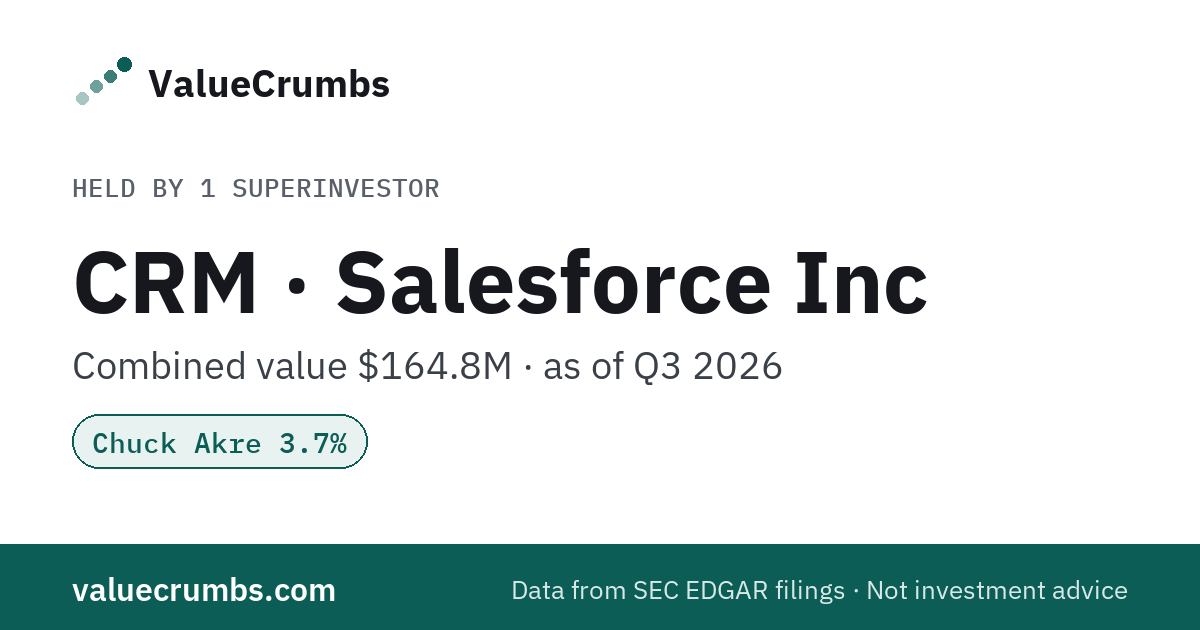 ValueCrumbs
HELD BY 1 SUPERINVESTOR
CRM · Salesforce Inc
Combined value $164.8M · as of Q3 2026
Chuck Akre 3.7%
valuecrumbs.com
Data from SEC EDGAR filings · Not investment advice